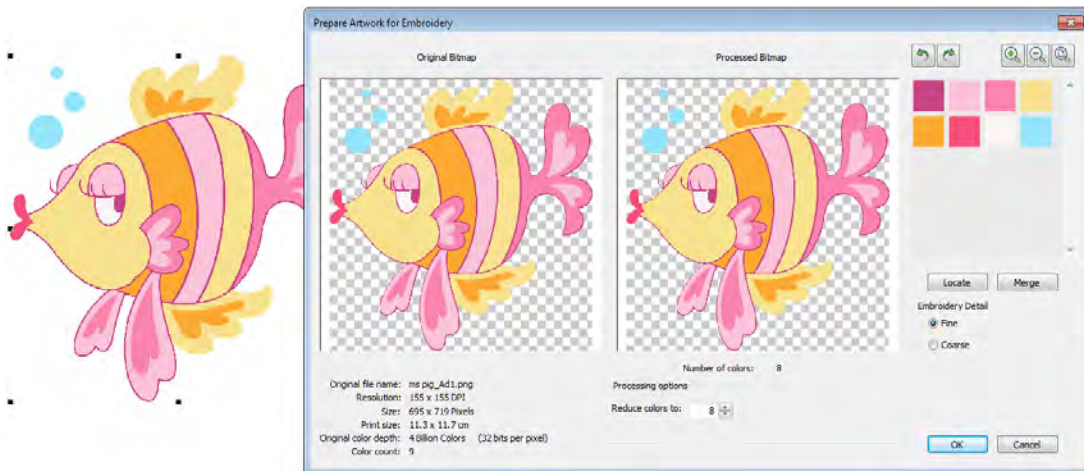 Prepare Artwork for Embroidery
Original Bitmap
Processed Bitmap
Locate
Merge
Embroidery Detail
Fine
Coarse
Number of colors: 8
Processing options
Reduce colors to: 8
Original file name: ms pig_Ad1.png
Resolution: 155 x 155 DPI
Size: 695 x 719 Pixels
Print size: 11.3 x 11.7 cm
Original color depth: 4 Billion Colors (32 bits per pixel)
Color count: 9
OK
Cancel